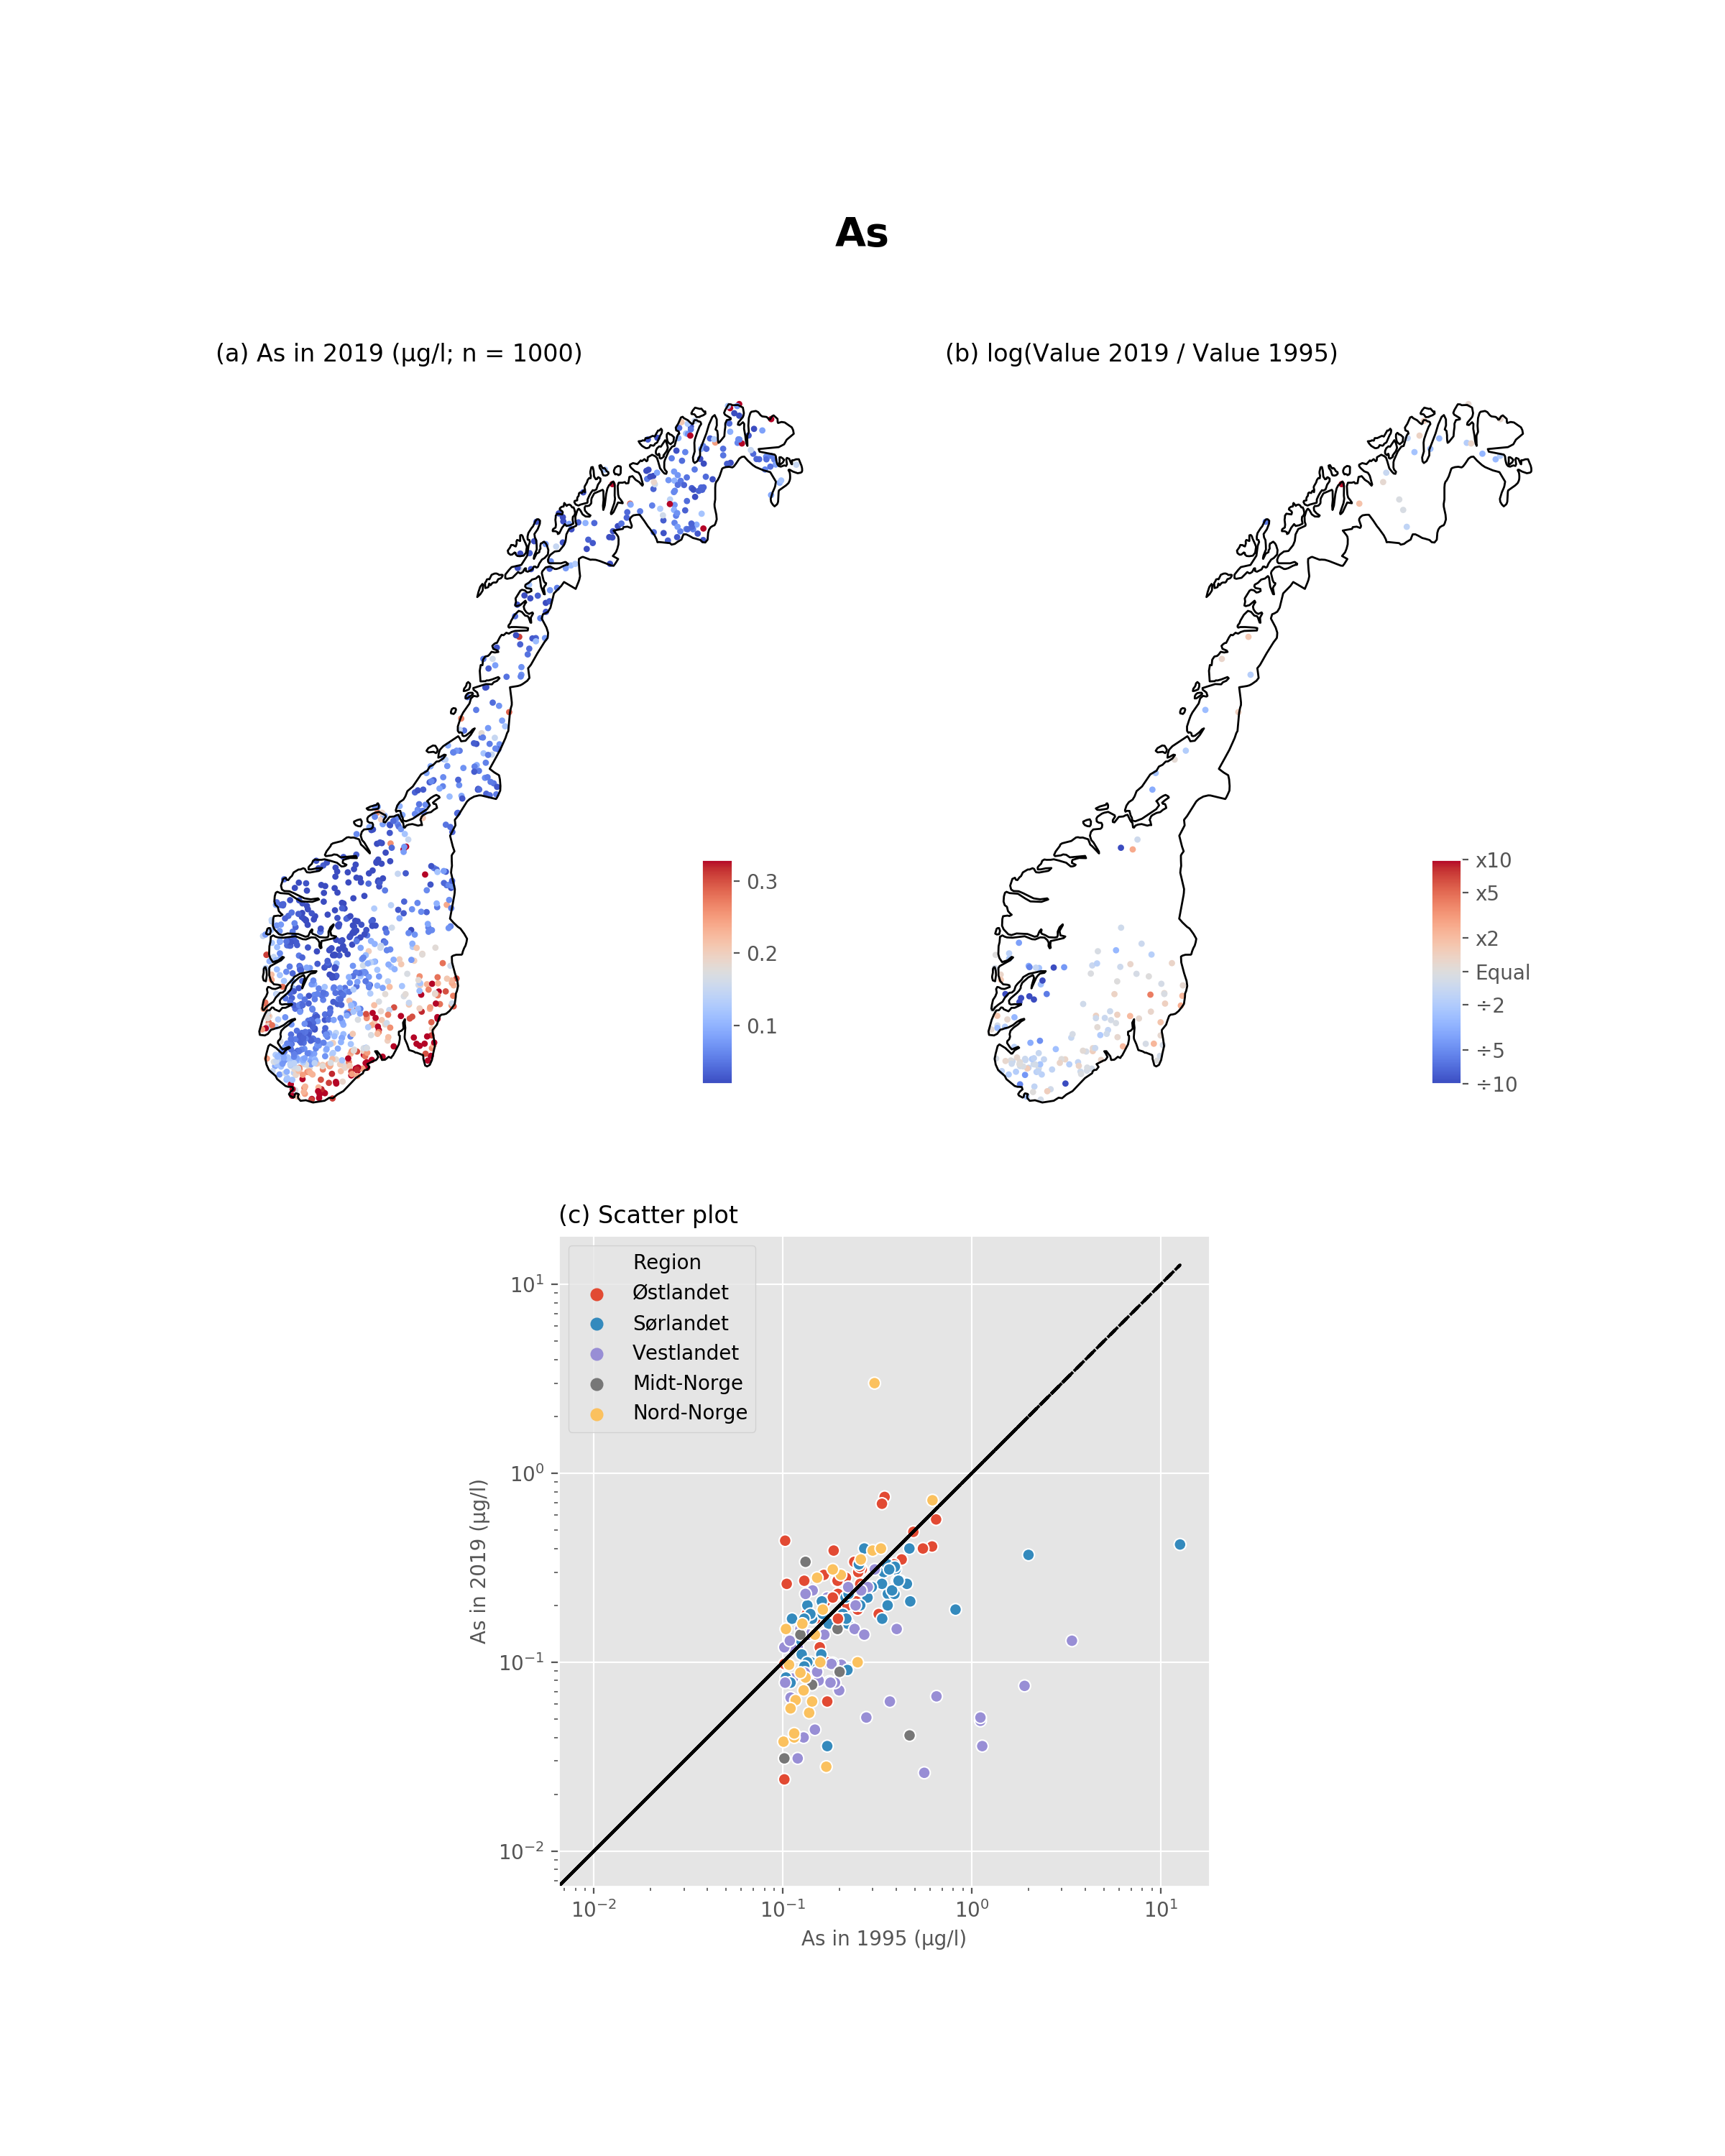 As
(a) As in 2019 (µg/l; n = 1000)
(b) log(Value 2019 / Value 1995)
0.3
0.2
0.1
x10
x5
x2
Equal
÷2
÷5
÷10
(c) Scatter plot
Region
Østlandet
Sørlandet
Vestlandet
Midt-Norge
Nord-Norge
10¹
10⁰
10⁻¹
10⁻²
As in 2019 (µg/l)
10⁻² 10⁻¹ 10⁰ 10¹
As in 1995 (µg/l)